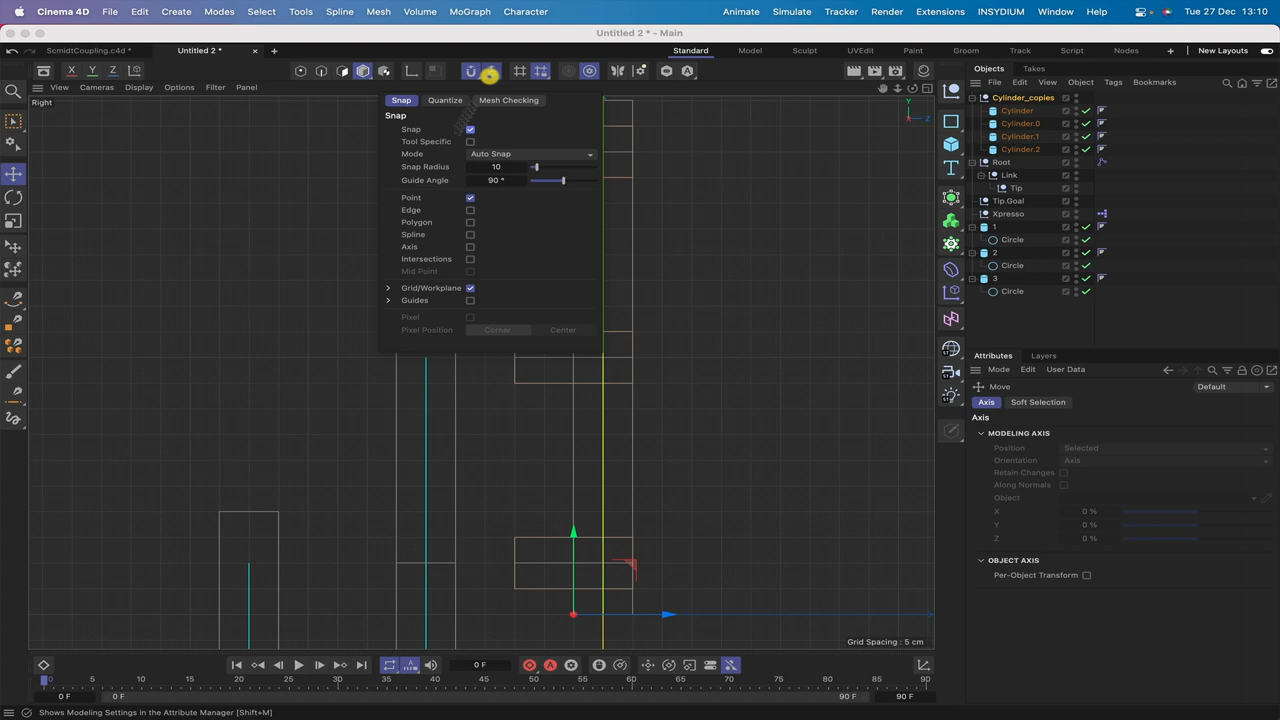 Cinema 4D File Edit Create Modes Select Tools Spline Mesh Volume MoGraph Character Animate Simulate Tracker Render Extensions INSYDIUM Window Help Tue 27 Dec 13:10
Untitled 2 * - Main
ScmidtCoupling.c4d * Untitled 2 * Standard Model Sculpt UVEdit Paint Groom Track Script Nodes New Layouts
X Y Z
Objects Takes
View Cameras Display Options Filter Panel
File Edit View Object Tags Bookmarks
Right
Snap Quantize Mesh Checking
Snap
Snap
Tool Specific
Mode Auto Snap
Snap Radius 10
Guide Angle 90 °
Point
Edge
Polygon
Spline
Axis
Intersections
Mid Point
Grid/Workplane
Guides
Pixel
Pixel Position Corner Center
Y
X Z
Grid Spacing : 5 cm
Cylinder_copies
Cylinder
Cylinder.0
Cylinder.1
Cylinder.2
Root
Link
Tip
Tip.Goal
Xpresso
1
Circle
2
Circle
3
Circle
Attributes Layers
Mode Edit User Data
Move Default
Axis Soft Selection
Axis
MODELING AXIS
Position Selected
Orientation Axis
Retain Changes
Along Normals
Object
X 0 %
Y 0 %
Z 0 %
OBJECT AXIS
Per-Object Transform
ST
ST
ST
0 F
0 5 10 15 20 25 30 35 40 45 50 55 60 65 70 75 80 85 90
0 F 0 F 90 F 90 F
Shows Modeling Settings in the Attribute Manager [Shift+M]